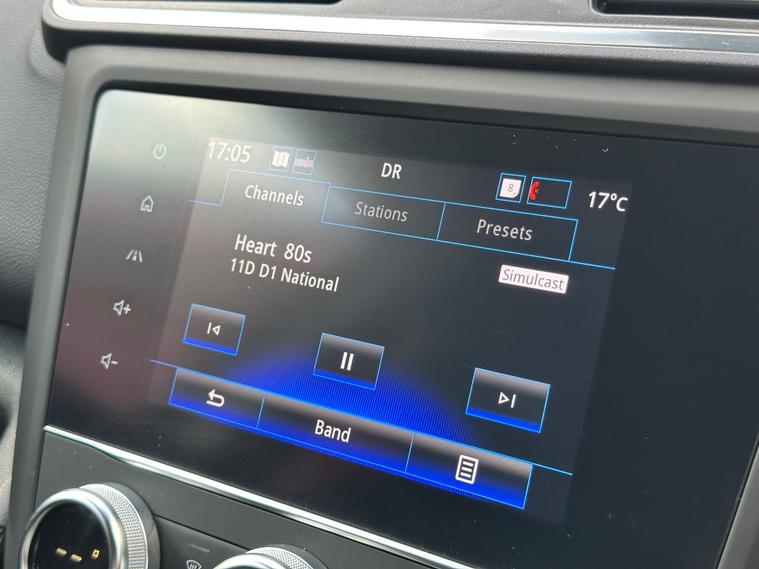 17:05
DR
8
17°C
Channels
Stations
Presets
Heart 80s
11D D1 National
Simulcast
Band